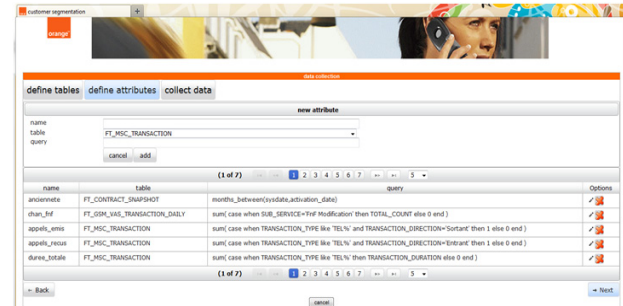 customer segmentation
orange
data collection
define tables define attributes collect data
new attribute
name
table FT_MSC_TRANSACTION
query
cancel add
(1 of 7) 1 2 3 4 5 6 7 5
name table query Options
anciennete FT_CONTRACT_SNAPSHOT months_between(sysdate,activation_date)
chan_fnf FT_GSM_VAS_TRANSACTION_DAILY sum( case when SUB_SERVICE='FnF Modification' then TOTAL_COUNT else 0 end )
appels_emis FT_MSC_TRANSACTION sum( case when TRANSACTION_TYPE like 'TEL%' and TRANSACTION_DIRECTION='Sortant' then 1 else 0 end )
appels_recus FT_MSC_TRANSACTION sum( case when TRANSACTION_TYPE like 'TEL%' and TRANSACTION_DIRECTION='Entrant' then 1 else 0 end )
duree_totale FT_MSC_TRANSACTION sum( case when TRANSACTION_TYPE like 'TEL%' then TRANSACTION_DURATION else 0 end )
(1 of 7) 1 2 3 4 5 6 7 5
← Back → Next
cancel